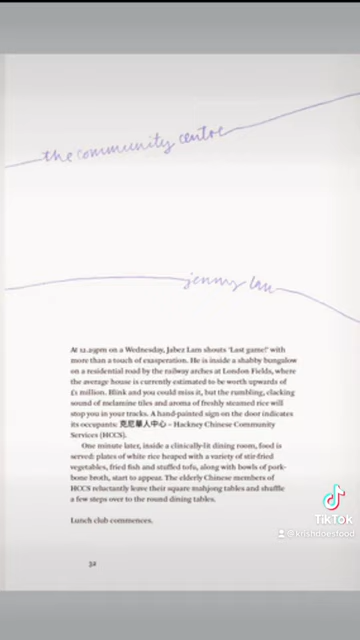 the community centre
jenny lau
At 12.29pm on a Wednesday, Jabez Lam shouts 'Last game!' with
more than a touch of exasperation. He is inside a shabby bungalow
on a residential road by the railway arches at London Fields, where
the average house is currently estimated to be worth upwards of
£1 million. Blink and you could miss it, but the rumbling, clacking
sound of melamine tiles and aroma of freshly steamed rice will
stop you in your tracks. A hand-painted sign on the door indicates
its occupants: 克尼華人中心 – Hackney Chinese Community
Services (HCCS).
One minute later, inside a clinically-lit dining room, food is
served: plates of white rice heaped with a variety of stir-fried
vegetables, fried fish and stuffed tofu, along with bowls of pork-
bone broth, start to appear. The elderly Chinese members of
HCCS reluctantly leave their square mahjong tables and shuffle
a few steps over to the round dining tables.
Lunch club commences.
32
TikTok
@krishdoesfood